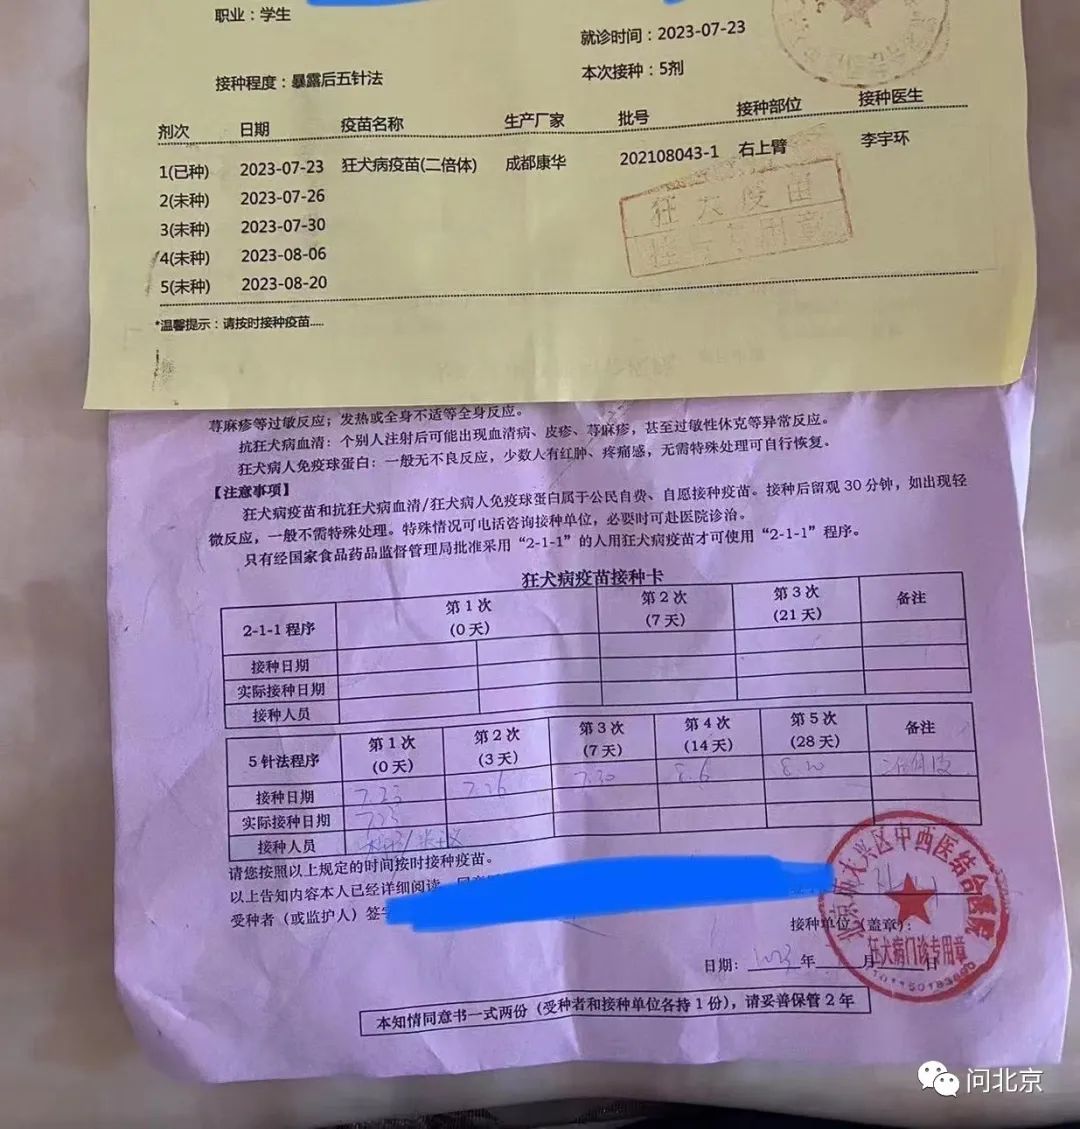 职业：学生
就诊时间：2023-07-23
接种程度：暴露后五针法
本次接种：5剂
剂次 日期 疫苗名称 生产厂家 批号 接种部位 接种医生
1(已种) 2023-07-23 狂犬病疫苗(二倍体) 成都康华 202108043-1 右上臂 李宇环
2(未种) 2023-07-26
3(未种) 2023-07-30
4(未种) 2023-08-06
5(未种) 2023-08-20
狂犬疫苗
*温馨提示：请按时接种疫苗.....
荨麻疹等过敏反应；发热或全身不适等全身反应。
抗狂犬病血清：个别人注射后可能出现血清病、皮疹、荨麻疹，甚至过敏性休克等异常反应。
狂犬病人免疫球蛋白：一般无不良反应，少数人有红肿、疼痛感，无需特殊处理可自行恢复。
【注意事项】
狂犬病疫苗和抗狂犬病血清/狂犬病人免疫球蛋白属于公民自费、自愿接种疫苗。接种后留观 30 分钟，如出现轻
微反应，一般不需特殊处理。特殊情况可电话咨询接种单位，必要时可赴医院诊治。
只有经国家食品药品监督管理局批准采用“2-1-1”的人用狂犬病疫苗才可使用“2-1-1”程序。
狂犬病疫苗接种卡
2-1-1 程序 第 1 次 (0 天) 第 2 次 (7 天) 第 3 次 (21 天) 备注
接种日期
实际接种日期
接种人员
5 针法程序 第 1 次 (0 天) 第 2 次 (3 天) 第 3 次 (7 天) 第 4 次 (14 天) 第 5 次 (28 天) 备注
接种日期 7.23 7.26 7.30 8.6 8.20
实际接种日期 7.23
接种人员
请您按照以上规定的时间按时接种疫苗。
以上告知内容本人已经详细阅读
受种者（或监护人）签字
接种单位（盖章）：
北京市大兴区中西医结合医院
狂犬病门诊专用章
日期： 2023 年 月 日
本知情同意书一式两份（受种者和接种单位各持 1 份），请妥善保管 2 年
问北京